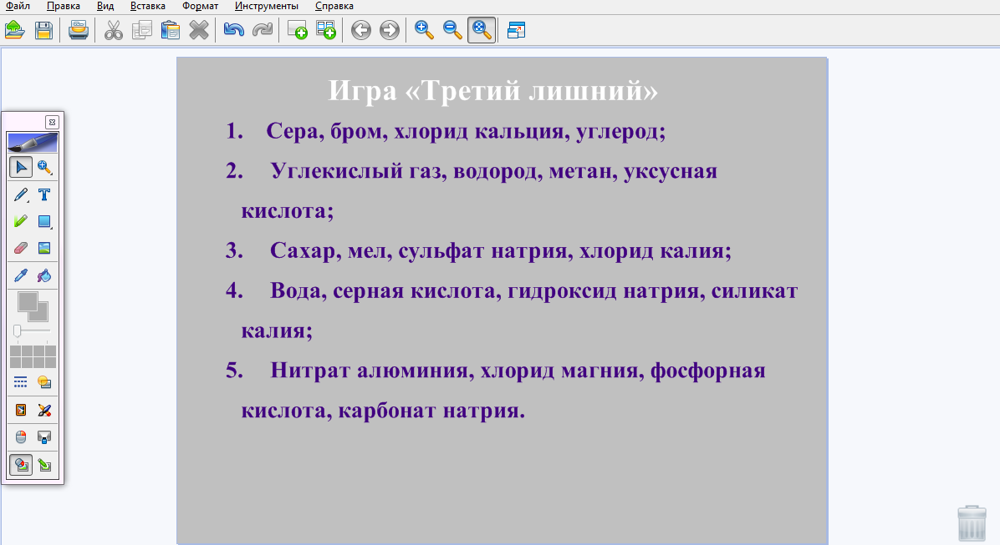 Файл Правка Вид Вставка Формат Инструменты Справка
Игра «Третий лишний»
1. Сера, бром, хлорид кальция, углерод;
2. Углекислый газ, водород, метан, уксусная
кислота;
3. Сахар, мел, сульфат натрия, хлорид калия;
4. Вода, серная кислота, гидроксид натрия, силикат
калия;
5. Нитрат алюминия, хлорид магния, фосфорная
кислота, карбонат натрия.